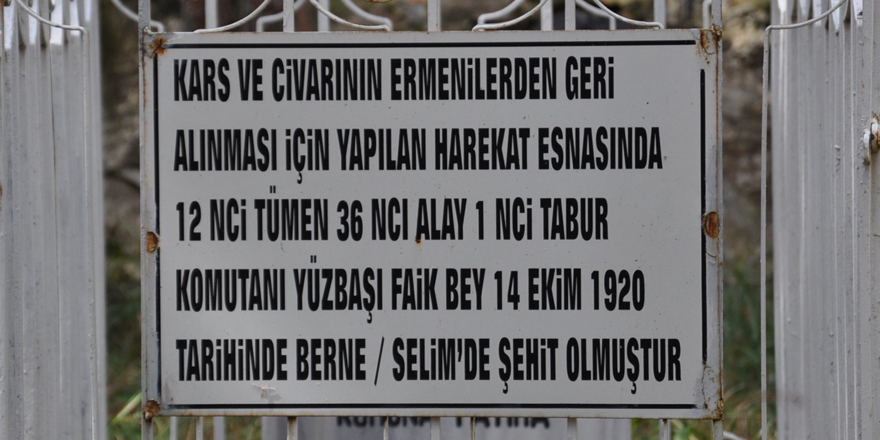 KARS VE CİVARININ ERMENİLERDEN GERİ
ALINMASI İÇİN YAPILAN HAREKAT ESNASINDA
12 NCİ TÜMEN 36 NCI ALAY 1 NCİ TABUR
KOMUTANI YÜZBAŞI FAİK BEY 14 EKİM 1920
TARİHİNDE BERNE / SELİM'DE ŞEHİT OLMUŞTUR